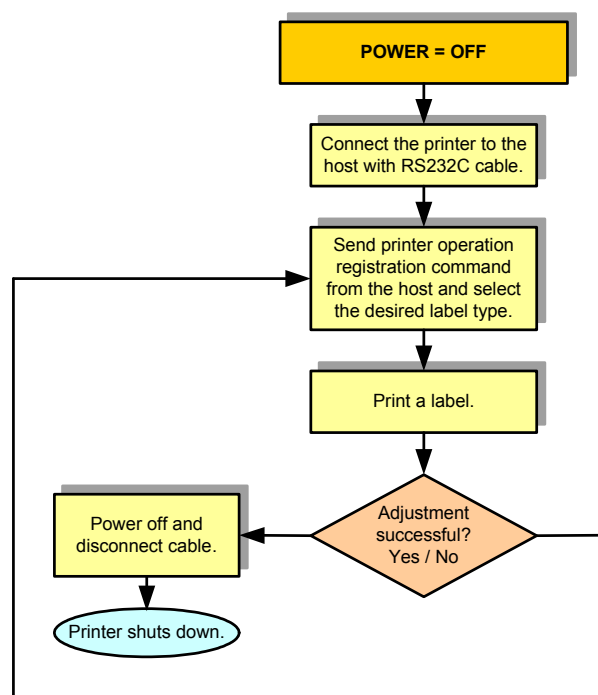 POWER = OFF
Connect the printer to the
host with RS232C cable.
Send printer operation
registration command
from the host and select
the desired label type.
Print a label.
Adjustment
successful?
Yes / No
Power off and
disconnect cable.
Printer shuts down.